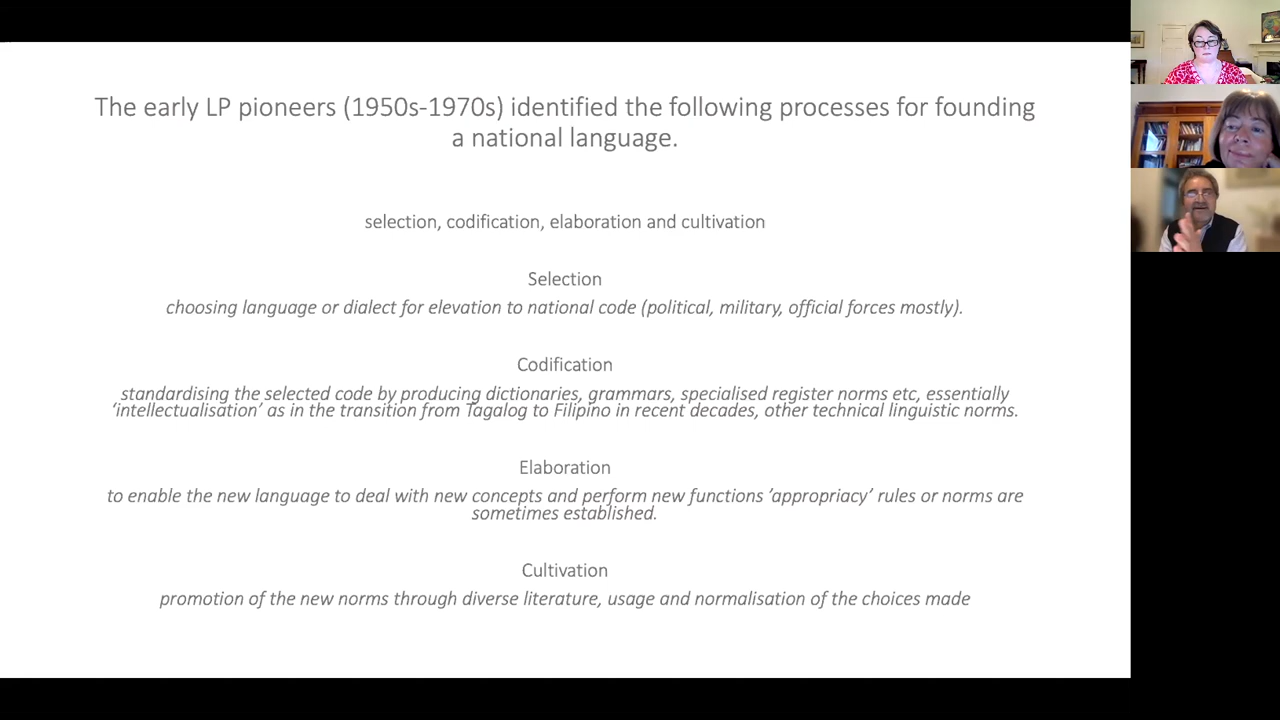 The early LP pioneers (1950s-1970s) identified the following processes for founding
a national language.
selection, codification, elaboration and cultivation
Selection
choosing language or dialect for elevation to national code (political, military, official forces mostly).
Codification
standardising the selected code by producing dictionaries, grammars, specialised register norms etc, essentially
‘intellectualisation’ as in the transition from Tagalog to Filipino in recent decades, other technical linguistic norms.
Elaboration
to enable the new language to deal with new concepts and perform new functions ’appropriacy’ rules or norms are
sometimes established.
Cultivation
promotion of the new norms through diverse literature, usage and normalisation of the choices made